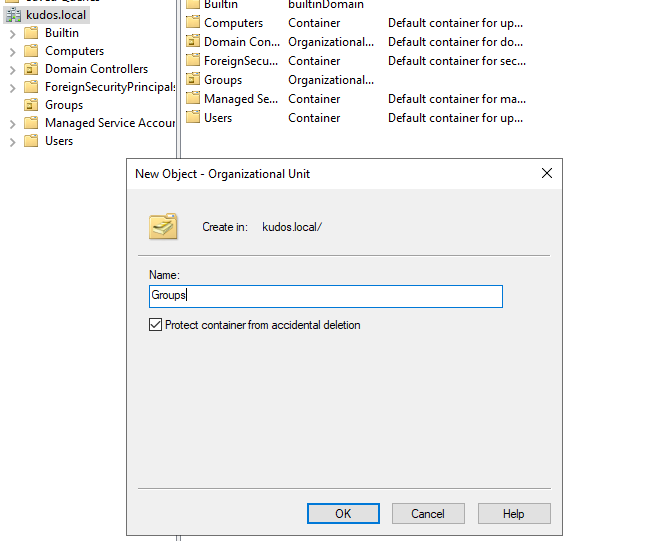 kudos.local
Builtin
Computers
Domain Controllers
ForeignSecurityPrincipals
Groups
Managed Service Accour
Users
Builtin builtinDomain
Computers Container Default container for up...
Domain Con... Organizational... Default container for do...
ForeignSecu... Container Default container for sec...
Groups Organizational...
Managed Se... Container Default container for ma...
Users Container Default container for up...
New Object - Organizational Unit
Create in: kudos.local/
Name:
Groups
Protect container from accidental deletion
OK Cancel Help